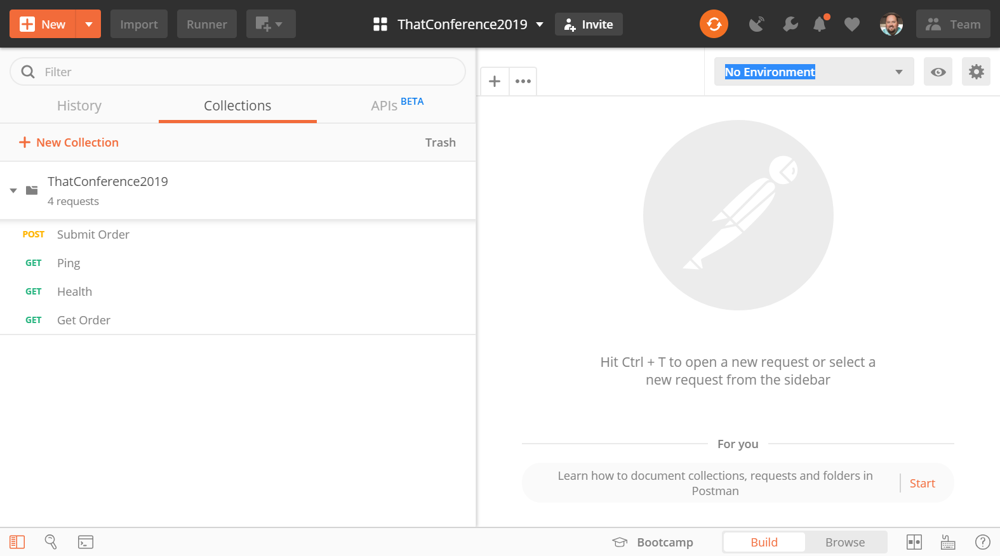 New
Import
Runner
ThatConference2019
Invite
Team
Filter
No Environment
History
Collections
APIs BETA
New Collection
Trash
ThatConference2019
4 requests
POST Submit Order
GET Ping
GET Health
GET Get Order
Hit Ctrl + T to open a new request or select a
new request from the sidebar
For you
Learn how to document collections, requests and folders in
Postman
Start
Bootcamp
Build
Browse